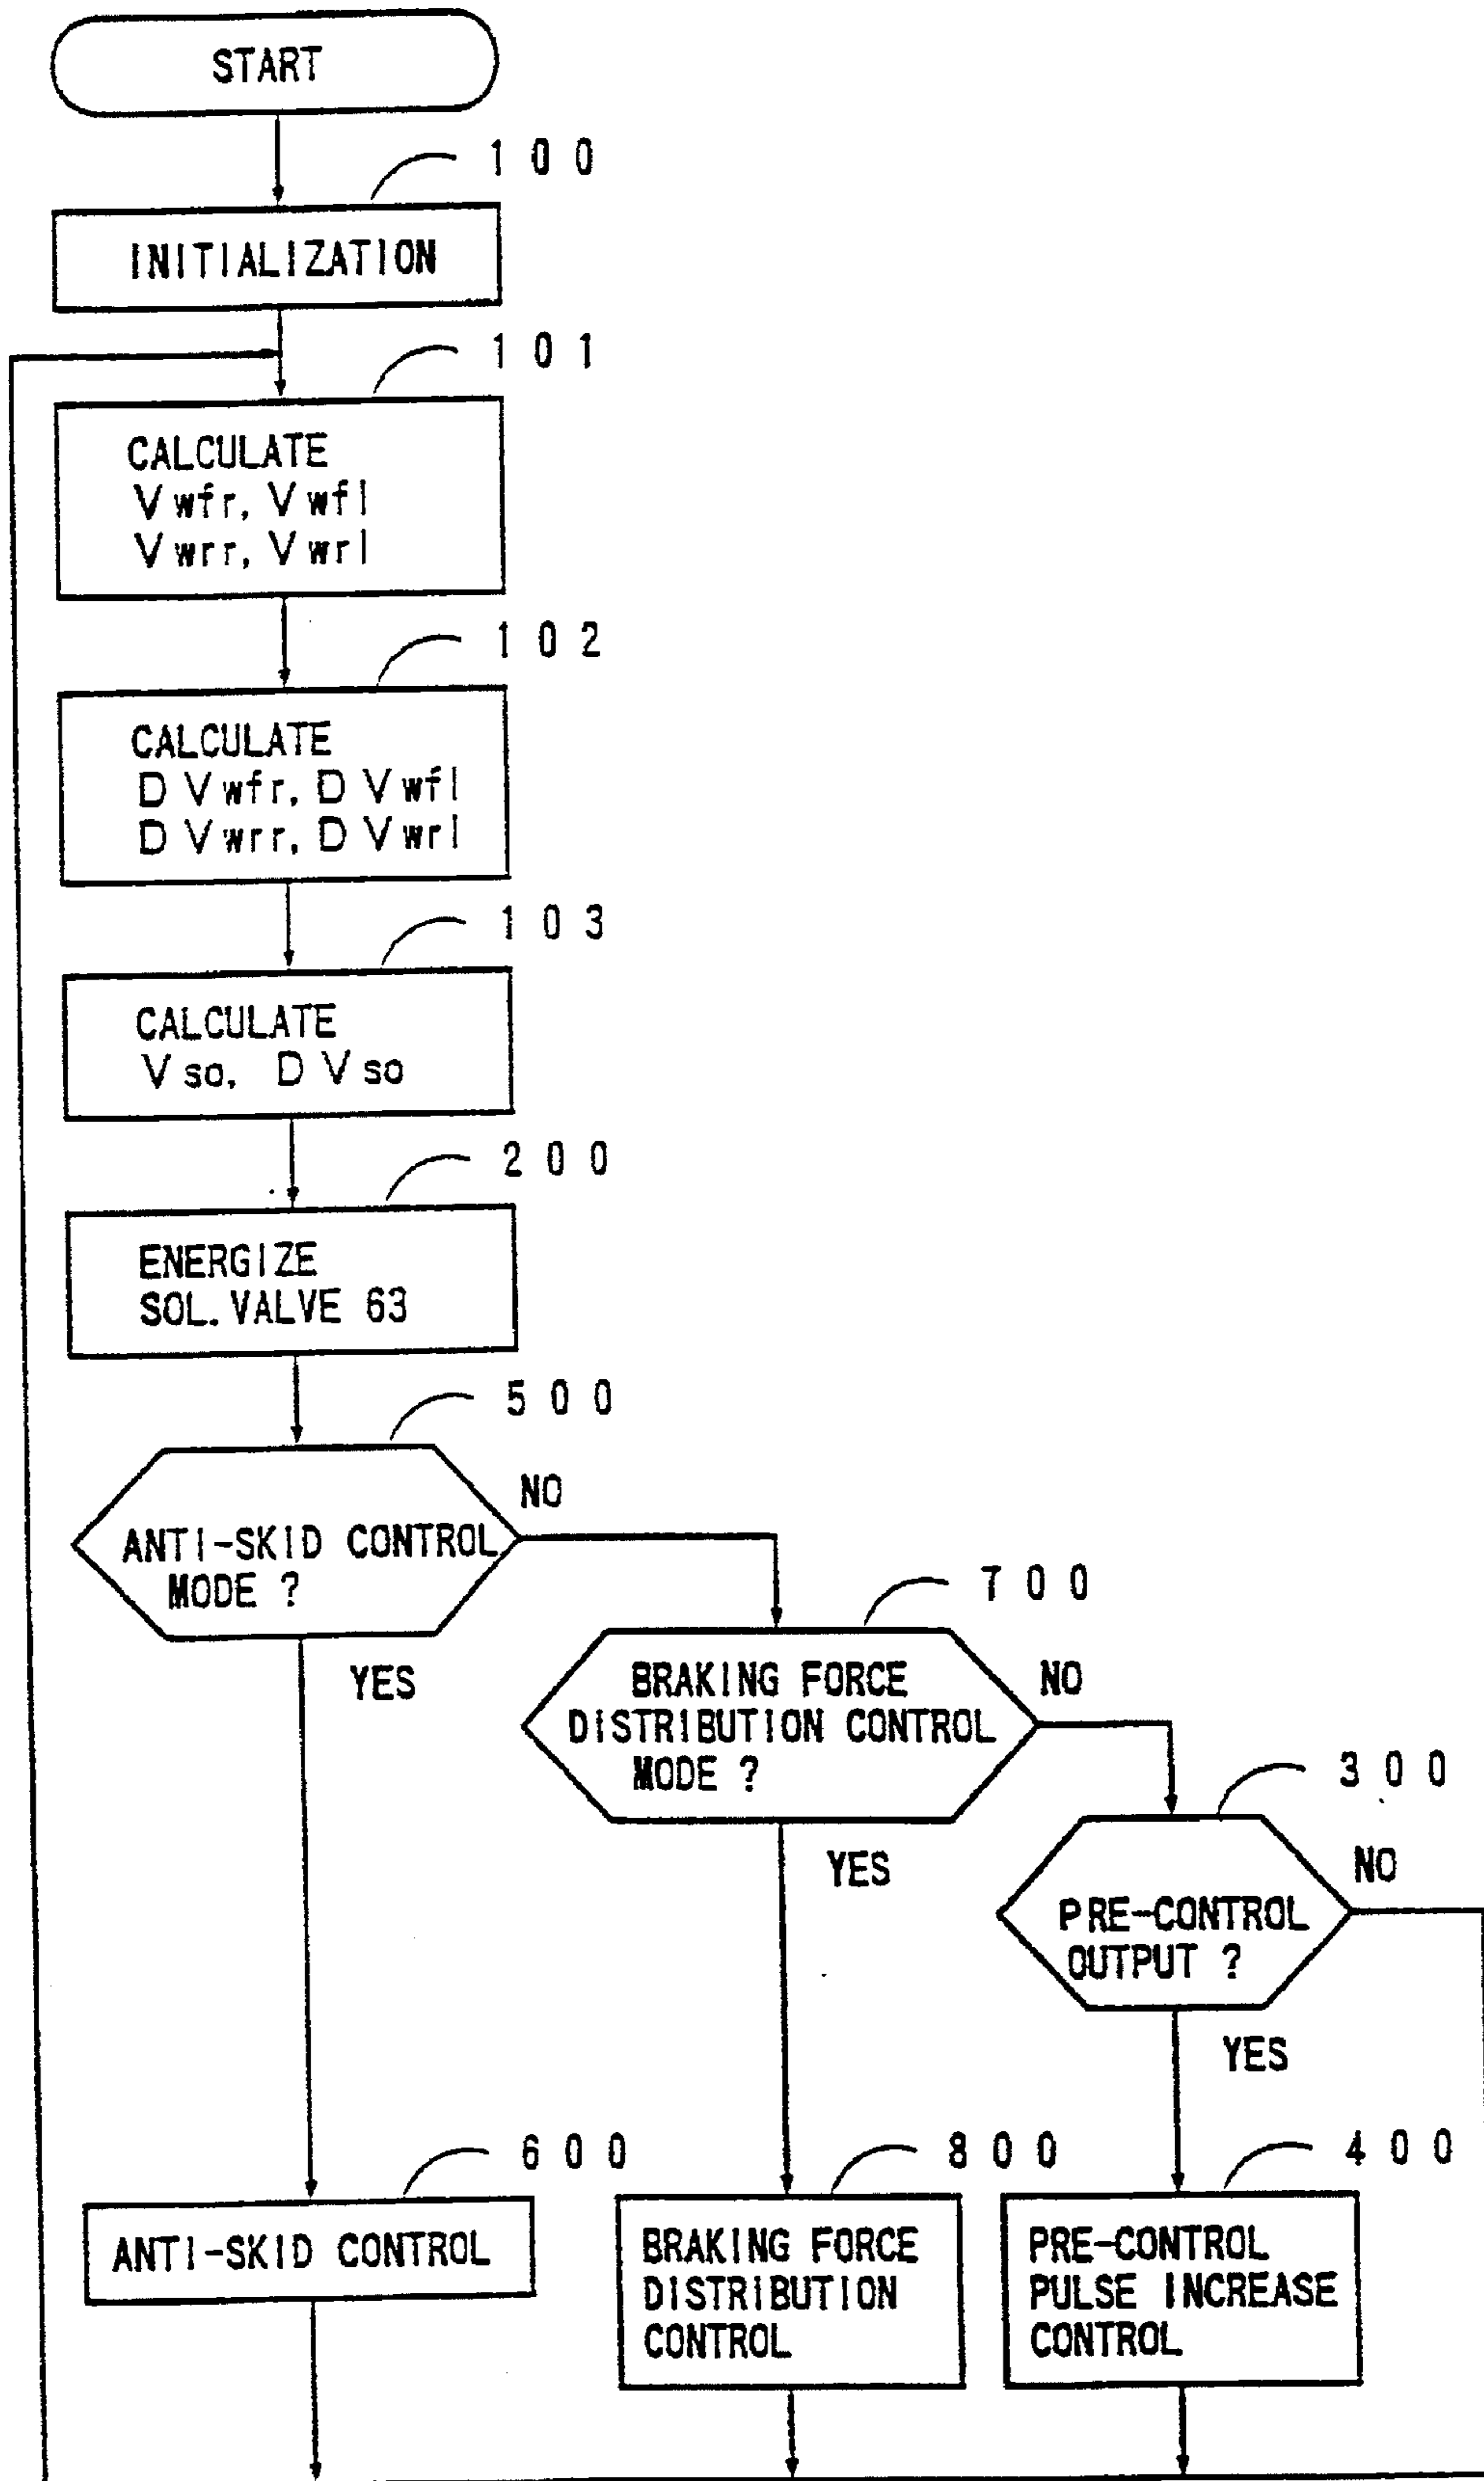 START
100
INITIALIZATION
101
CALCULATE
Vwfr, Vwfl
Vwrr, Vwrl
102
CALCULATE
DVwfr, DVwfl
DVwrr, DVwrl
103
CALCULATE
Vso, DVso
200
ENERGIZE
SOL. VALVE 63
500
ANTI-SKID CONTROL
MODE ?
NO
YES
700
BRAKING FORCE
DISTRIBUTION CONTROL
MODE ?
NO
YES
300
PRE-CONTROL
OUTPUT ?
NO
YES
600
ANTI-SKID CONTROL
800
BRAKING FORCE
DISTRIBUTION
CONTROL
400
PRE-CONTROL
PULSE INCREASE
CONTROL